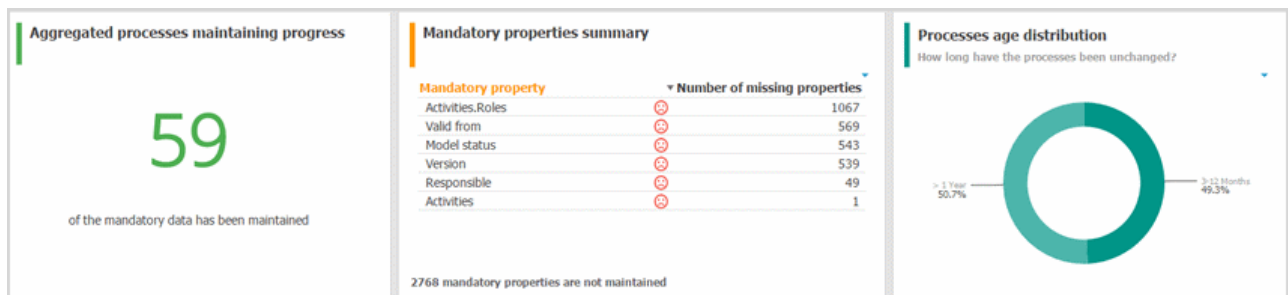 Aggregated processes maintaining progress
59
of the mandatory data has been maintained
Mandatory properties summary
Mandatory property Number of missing properties
Activities.Roles 1067
Valid from 569
Model status 543
Version 539
Responsible 49
Activities 1
2768 mandatory properties are not maintained
Processes age distribution
How long have the processes been unchanged?
> 1 Year
50.7%
3-12 Months
49.3%